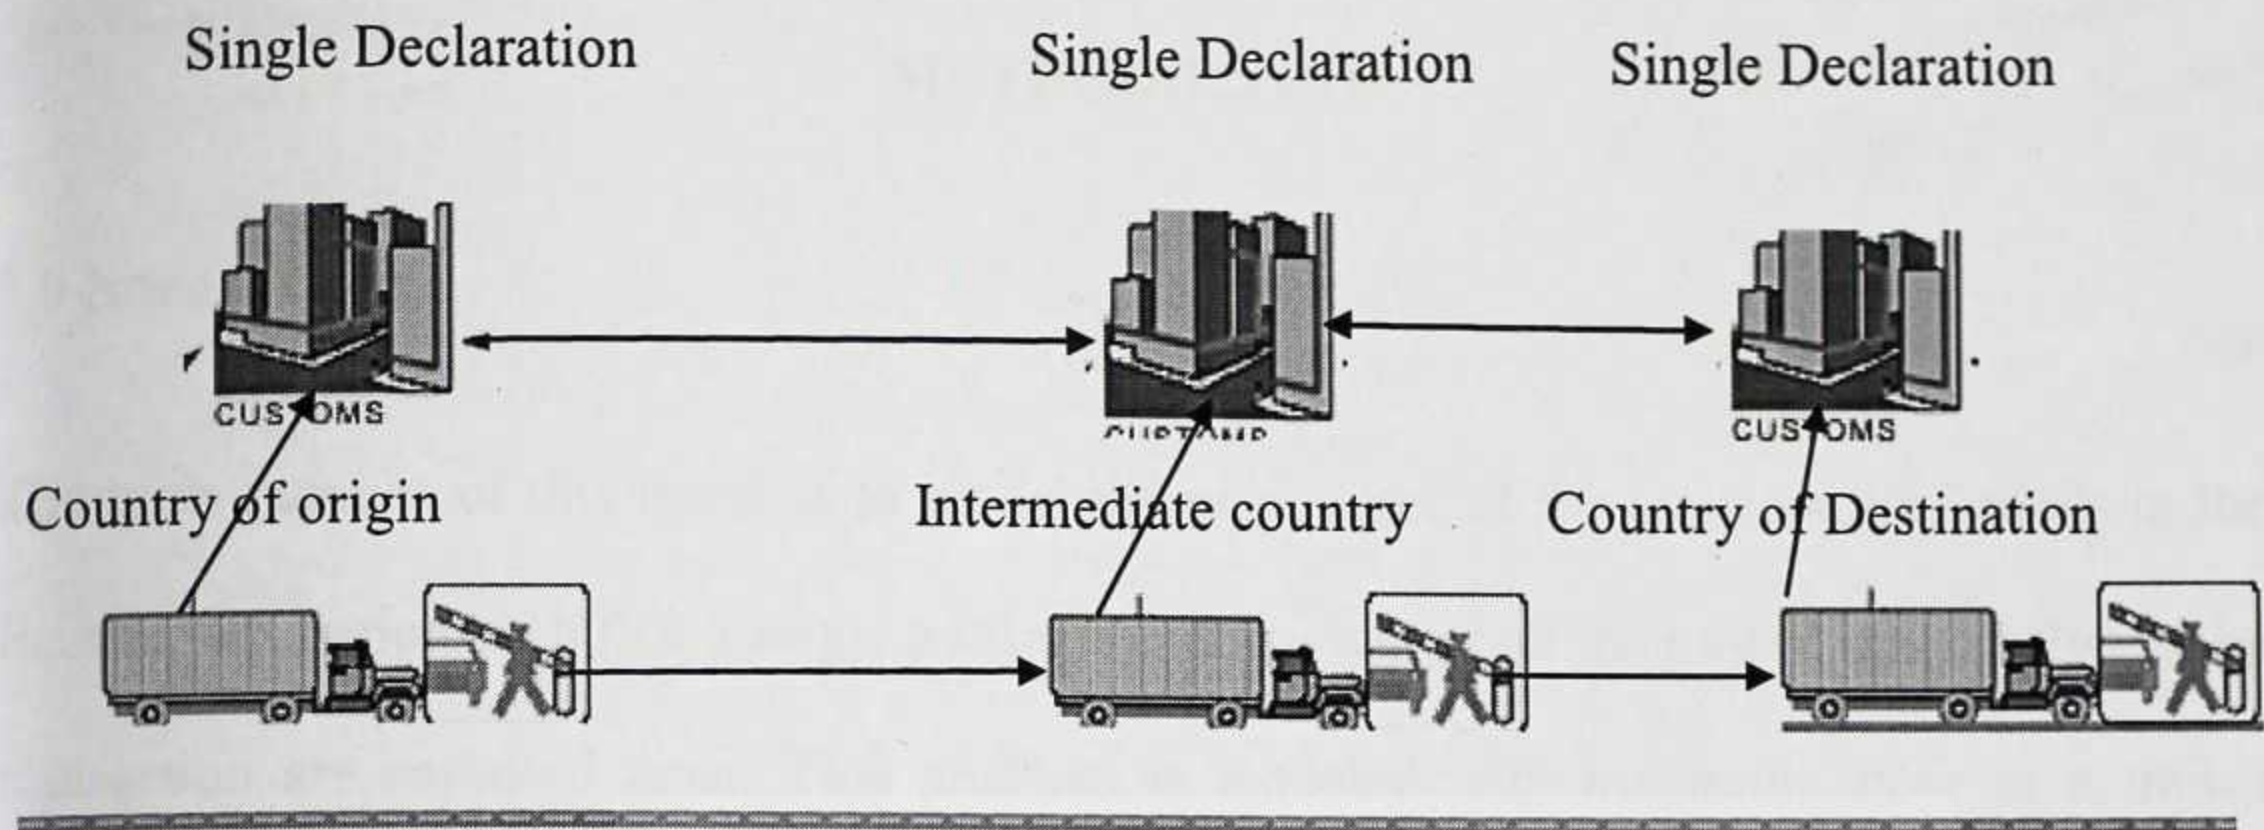 Single Declaration
Single Declaration
Single Declaration
CUSTOMS
CUSTOMS
Country of origin
Intermediate country
Country of Destination